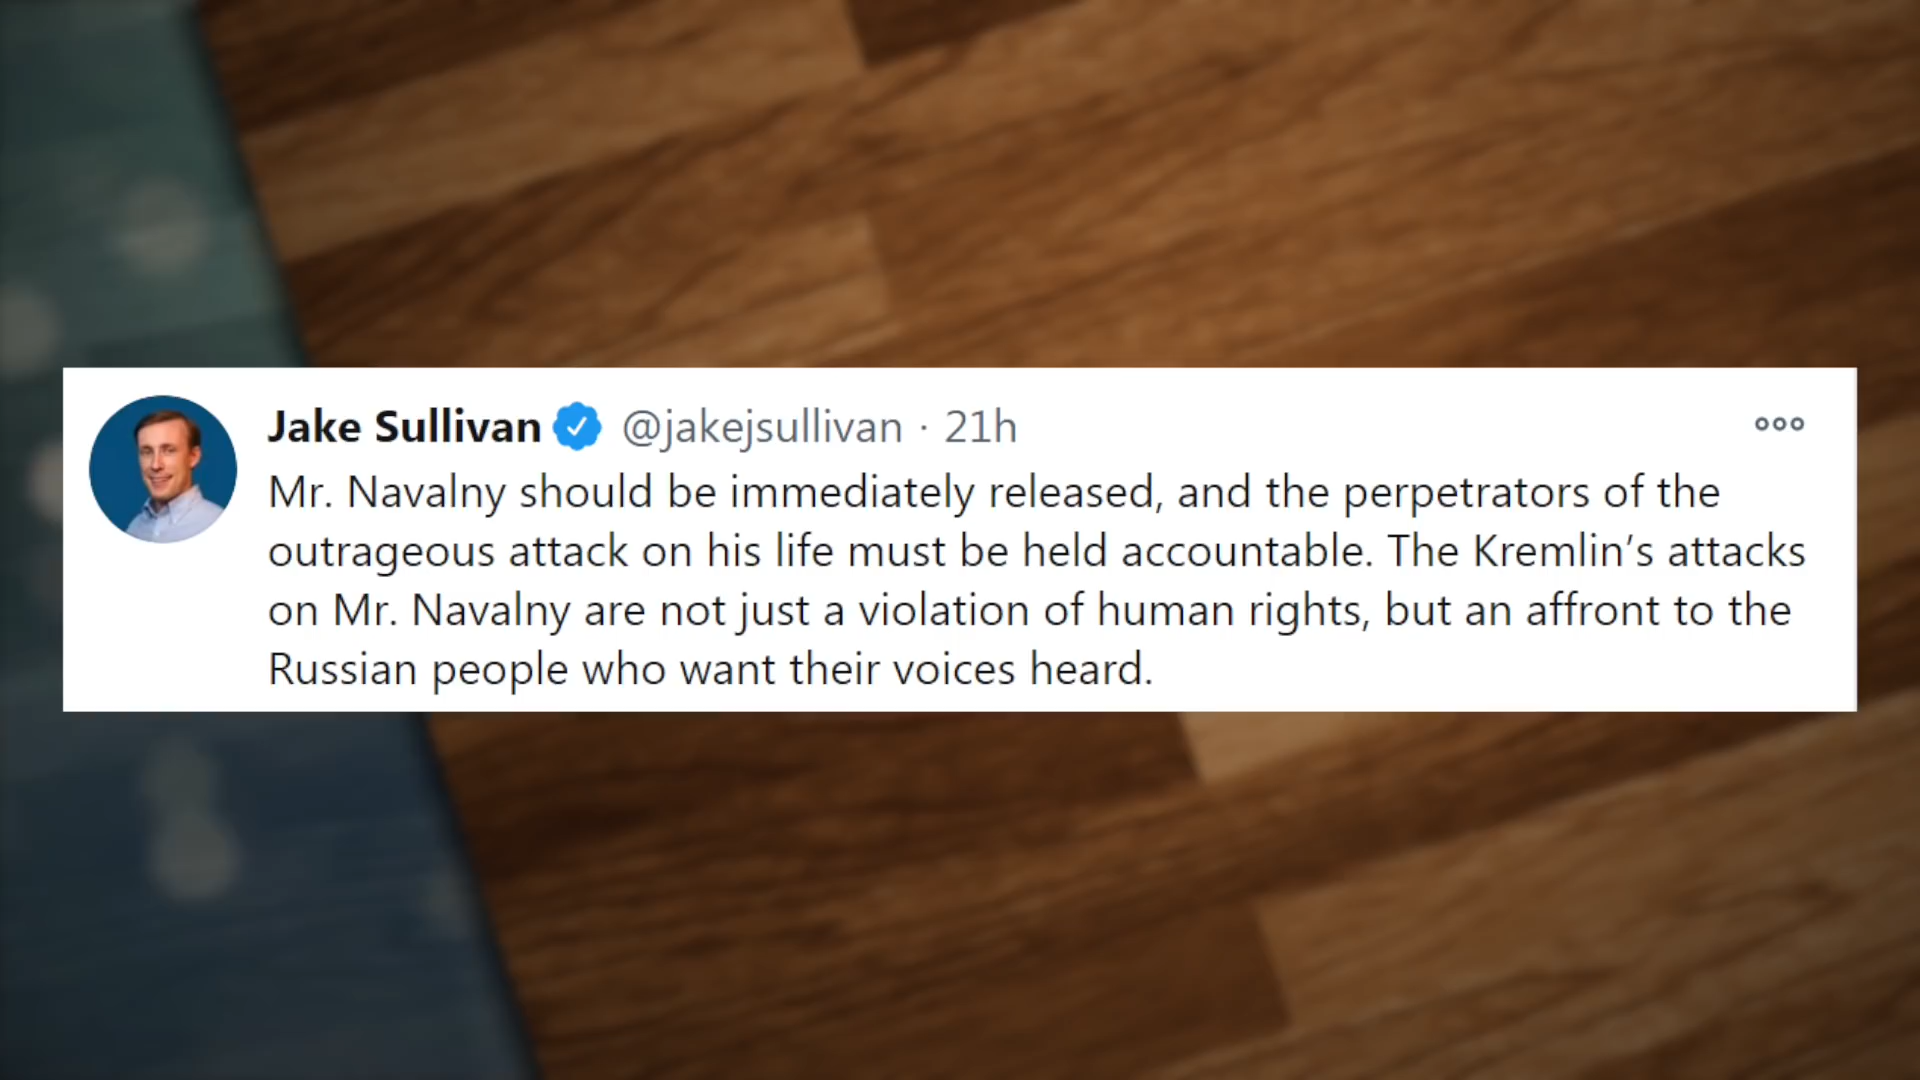 Jake Sullivan @jakejsullivan · 21h
Mr. Navalny should be immediately released, and the perpetrators of the
outrageous attack on his life must be held accountable. The Kremlin’s attacks
on Mr. Navalny are not just a violation of human rights, but an affront to the
Russian people who want their voices heard.